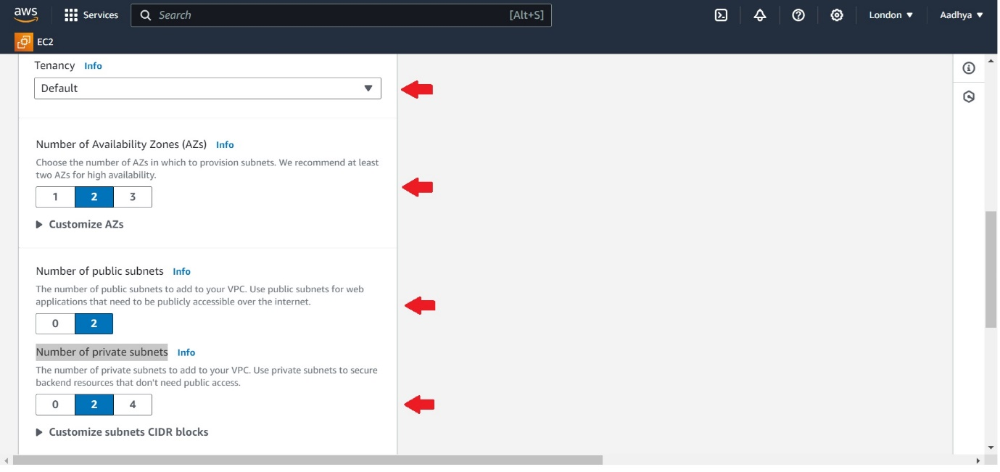 aws
Services
Search
[Alt+S]
London
Aadhya
EC2
Tenancy Info
Default
Number of Availability Zones (AZs) Info
Choose the number of AZs in which to provision subnets. We recommend at least
two AZs for high availability.
1 2 3
Customize AZs
Number of public subnets Info
The number of public subnets to add to your VPC. Use public subnets for web
applications that need to be publicly accessible over the internet.
0 2
Number of private subnets Info
The number of private subnets to add to your VPC. Use private subnets to secure
backend resources that don't need public access.
0 2 4
Customize subnets CIDR blocks